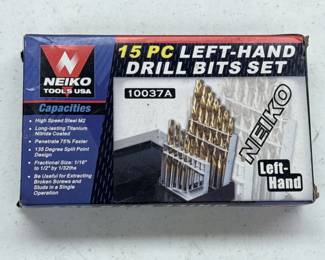 15 PC LEFT-HAND
DRILL BITS SET
NEIKO
TOOLS USA
10037A
Capacities
• High Speed Steel M2
• Long-lasting Titanium
Nitride Coated
• Penetrate 75% Faster
• 135 Degree Split Point
Design
• Fractional Size: 1/16"
to 1/2" by 1/32ths
• Be Useful for Extracting
Broken Screws and
Studs in a Single
Operation
NEIKO
Left-
Hand